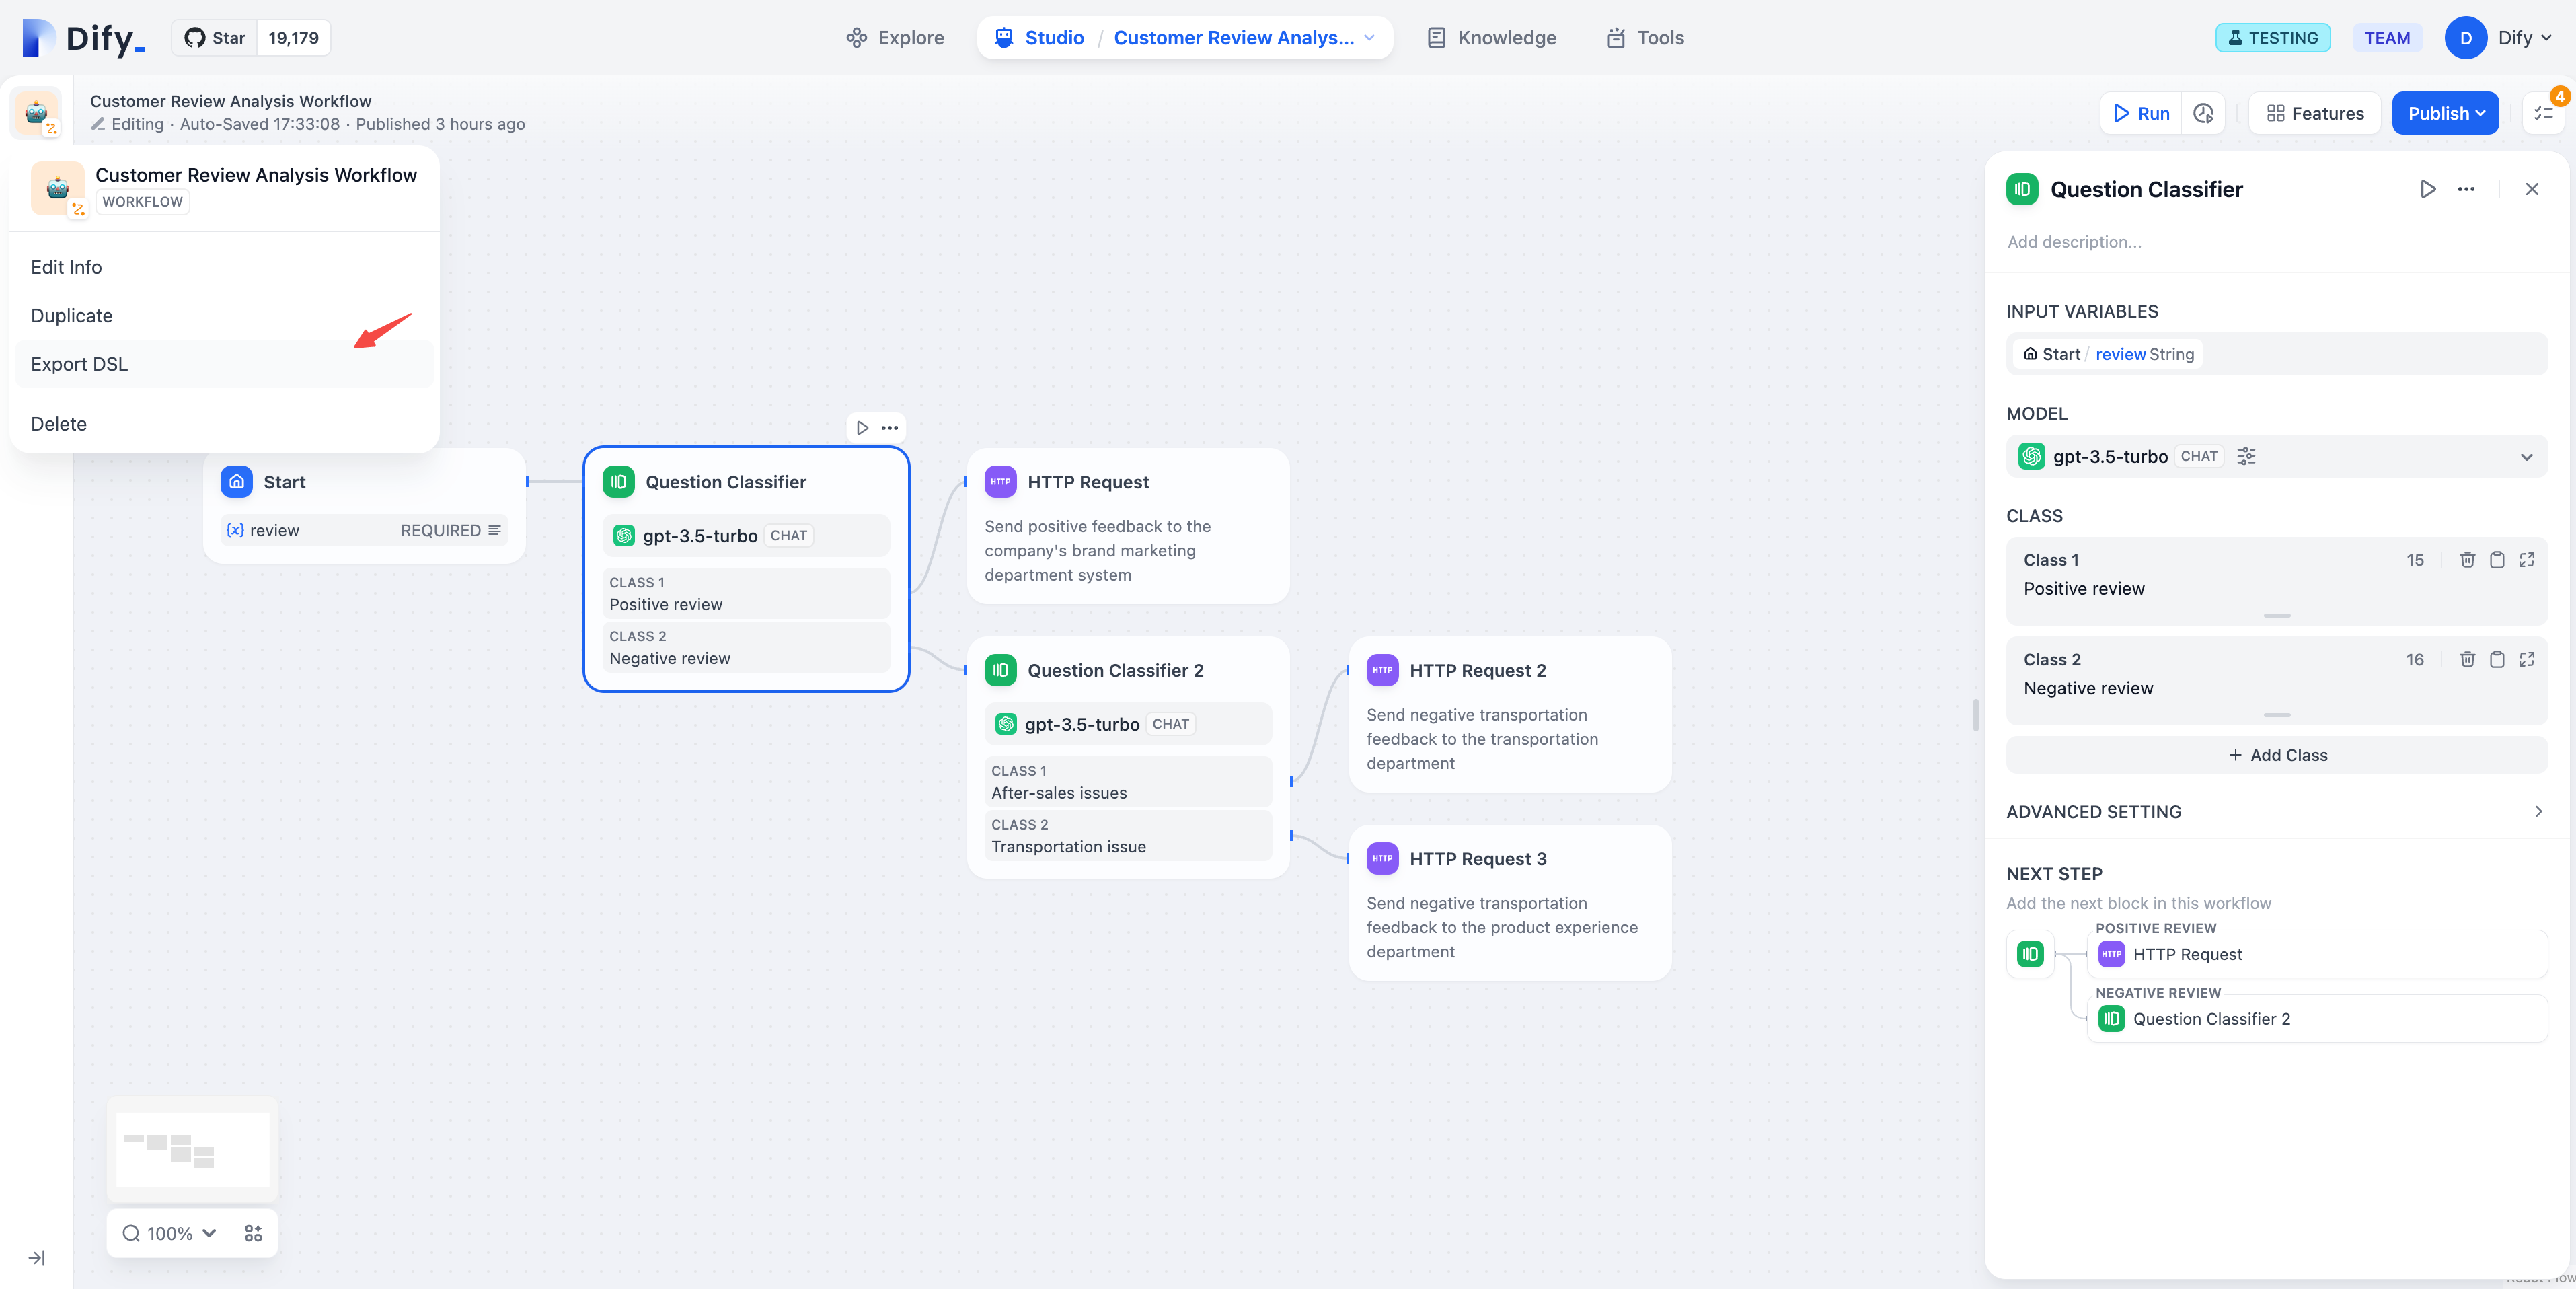 Dify_
Star 19,179
Explore
Studio / Customer Review Analys...
Knowledge
Tools
TESTING
TEAM
D
Dify
Customer Review Analysis Workflow
Editing · Auto-Saved 17:33:08 · Published 3 hours ago
Run
Features
Publish
4
Customer Review Analysis Workflow
WORKFLOW
Edit Info
Duplicate
Export DSL
Delete
Start
{x} review REQUIRED
Question Classifier
gpt-3.5-turbo CHAT
CLASS 1
Positive review
CLASS 2
Negative review
HTTP
HTTP Request
Send positive feedback to the
company's brand marketing
department system
Question Classifier 2
gpt-3.5-turbo CHAT
CLASS 1
After-sales issues
CLASS 2
Transportation issue
HTTP
HTTP Request 2
Send negative transportation
feedback to the transportation
department
HTTP
HTTP Request 3
Send negative transportation
feedback to the product experience
department
100%
Question Classifier
Add description...
INPUT VARIABLES
Start / review String
MODEL
gpt-3.5-turbo CHAT
CLASS
Class 1 15
Positive review
Class 2 16
Negative review
+ Add Class
ADVANCED SETTING
NEXT STEP
Add the next block in this workflow
POSITIVE REVIEW
HTTP
HTTP Request
NEGATIVE REVIEW
Question Classifier 2